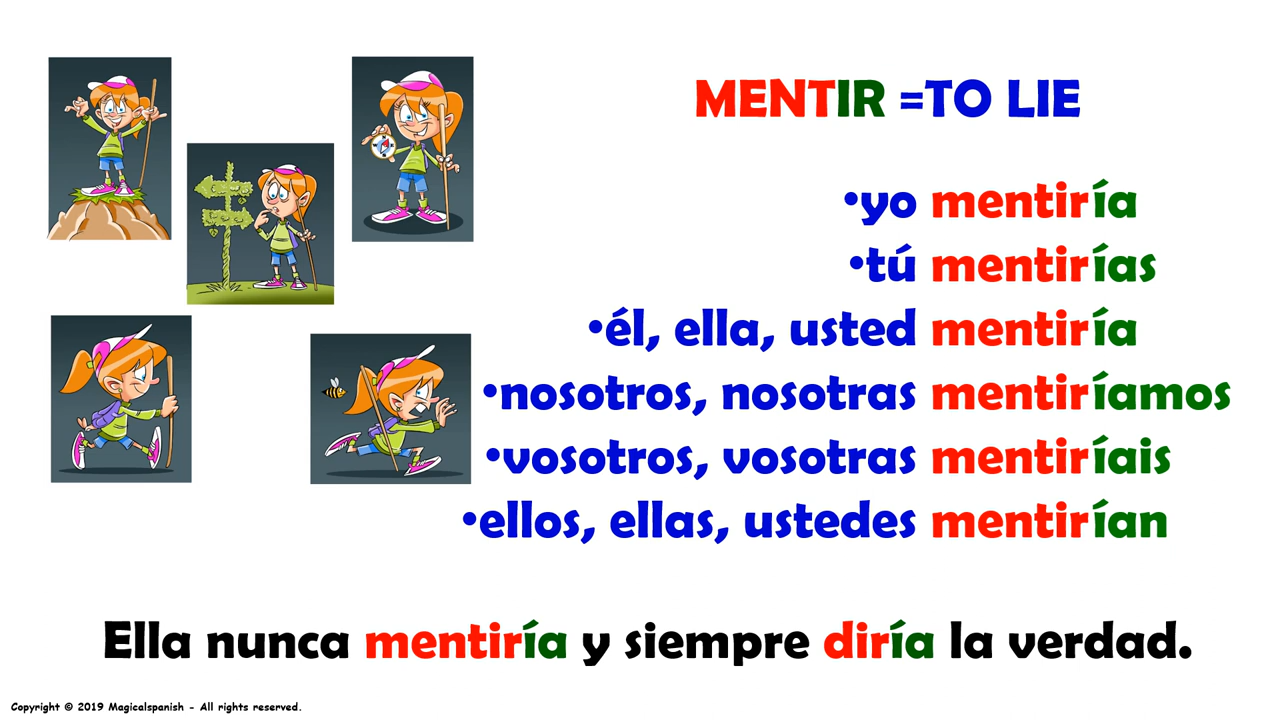 MENTIR =TO LIE
•yo mentiría
•tú mentirías
•él, ella, usted mentiría
•nosotros, nosotras mentiríamos
•vosotros, vosotras mentiríais
•ellos, ellas, ustedes mentirían
Ella nunca mentiría y siempre diría la verdad.
Copyright © 2019 Magicalspanish - All rights reserved.